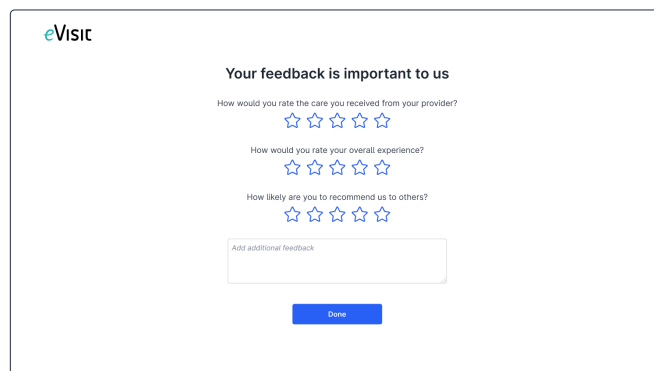 eVisit
Your feedback is important to us
How would you rate the care you received from your provider?
How would you rate your overall experience?
How likely are you to recommend us to others?
Add additional feedback
Done